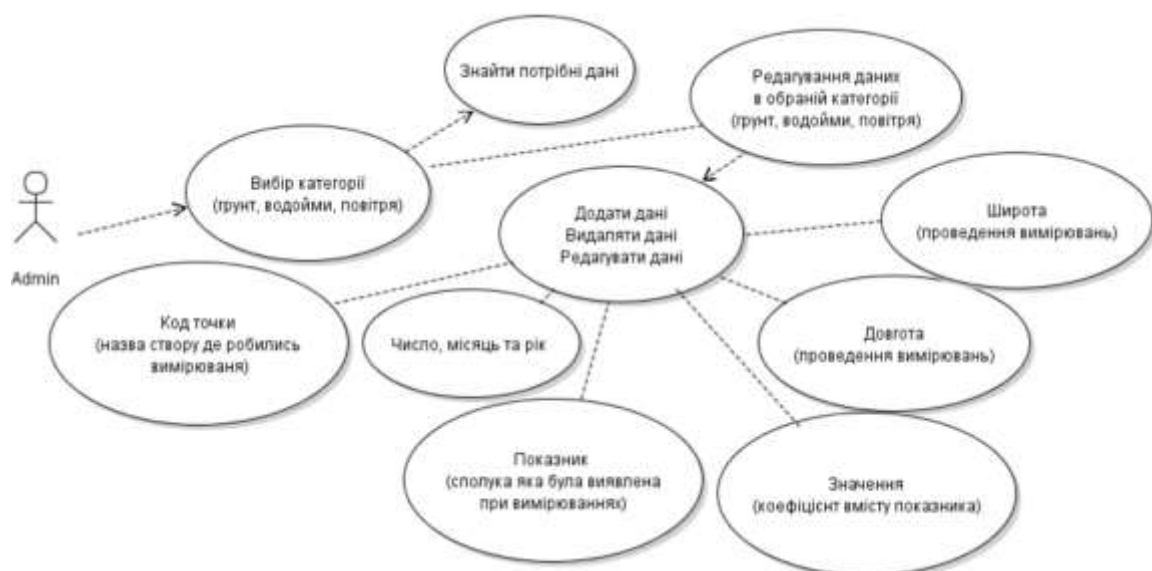 Знайти потрібні дані
Редагування даних
в обраній категорії
(грунт, водойми, повітря)
Вибір категорії
(грунт, водойми, повітря)
Admin
Додати дані
Видаляти дані
Редагувати дані
Широта
(проведення вимірювань)
Код точки
(назва створу де робились
вимірюваня)
Число, місяць та рік
Довгота
(проведення вимірювань)
Показник
(сполука яка була виявлена
при вимірюваннях)
Значення
(коефіцієнт вмісту показника)